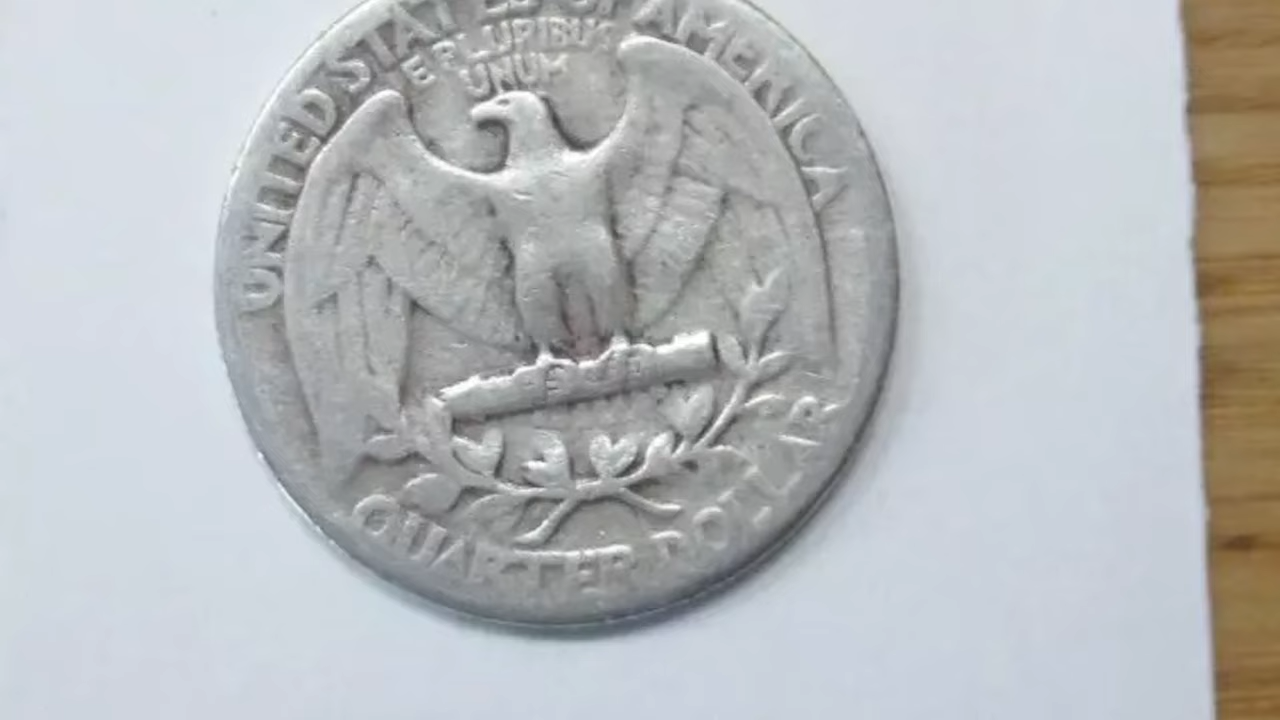 UNITED STATES OF AMERICA
E PLURIBUS
UNUM
QUARTER DOLLAR